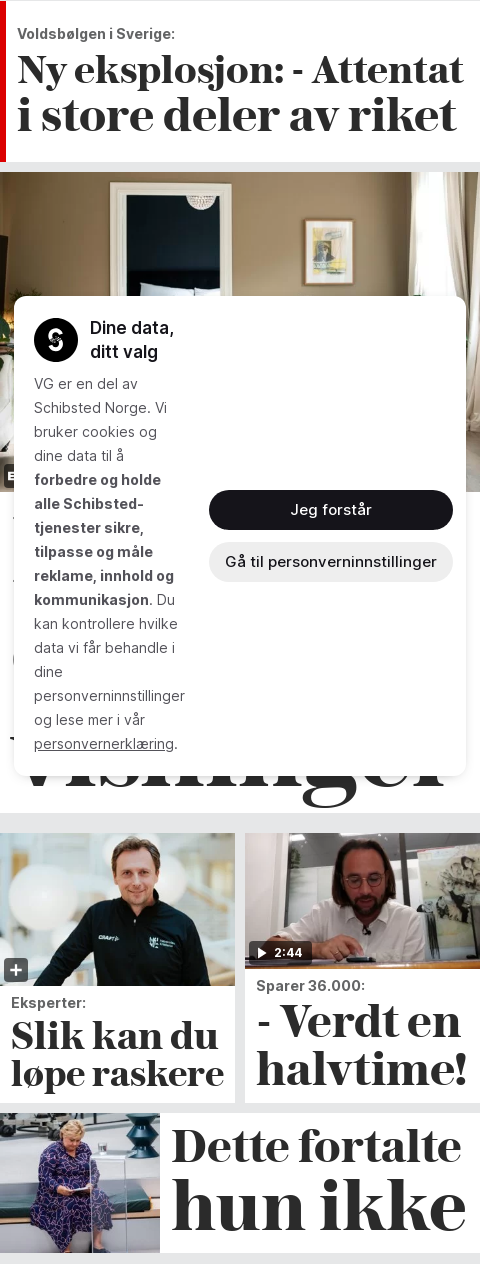 Voldsbølgen i Sverige:
Ny eksplosjon: - Attentat
i store deler av riket
Dine data,
ditt valg
VG er en del av
Schibsted Norge. Vi
bruker cookies og
dine data til å
forbedre og holde
alle Schibsted-
tjenester sikre,
tilpasse og måle
reklame, innhold og
kommunikasjon. Du
kan kontrollere hvilke
data vi får behandle i
dine
personverninnstillinger
og lese mer i vår
personvernerklæring.
Jeg forstår
Gå til personverninnstillinger
visninger
2:44
Eksperter:
Slik kan du
løpe raskere
Sparer 36.000:
- Verdt en
halvtime!
Dette fortalte
hun ikke